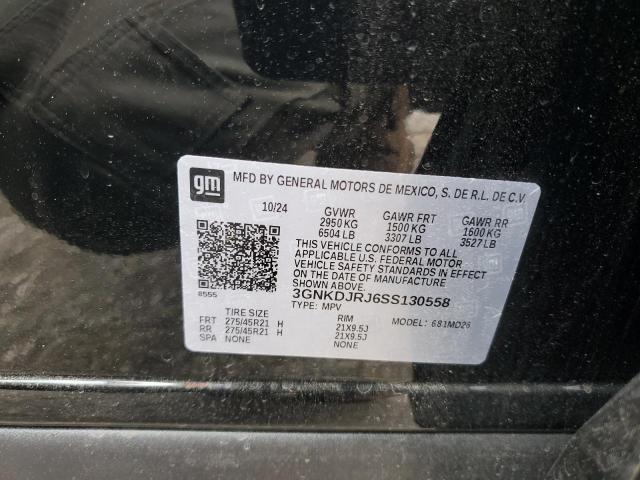 gm
MFD BY GENERAL MOTORS DE MEXICO, S. DE R.L. DE C.V.
10/24 GVWR GAWR FRT GAWR RR
2950 KG 1500 KG 1600 KG
6504 LB 3307 LB 3527 LB
THIS VEHICLE CONFORMS TO ALL
APPLICABLE U.S. FEDERAL MOTOR
VEHICLE SAFETY STANDARDS IN EFFECT
ON THE DATE OF MANUFACTURE
SHOWN ABOVE.
8555 3GNKDJRJ6SS130558
TYPE: MPV
TIRE SIZE RIM MODEL: 681MD26
FRT 275/45R21 H 21X9.5J
RR 275/45R21 H 21X9.5J
SPA NONE NONE